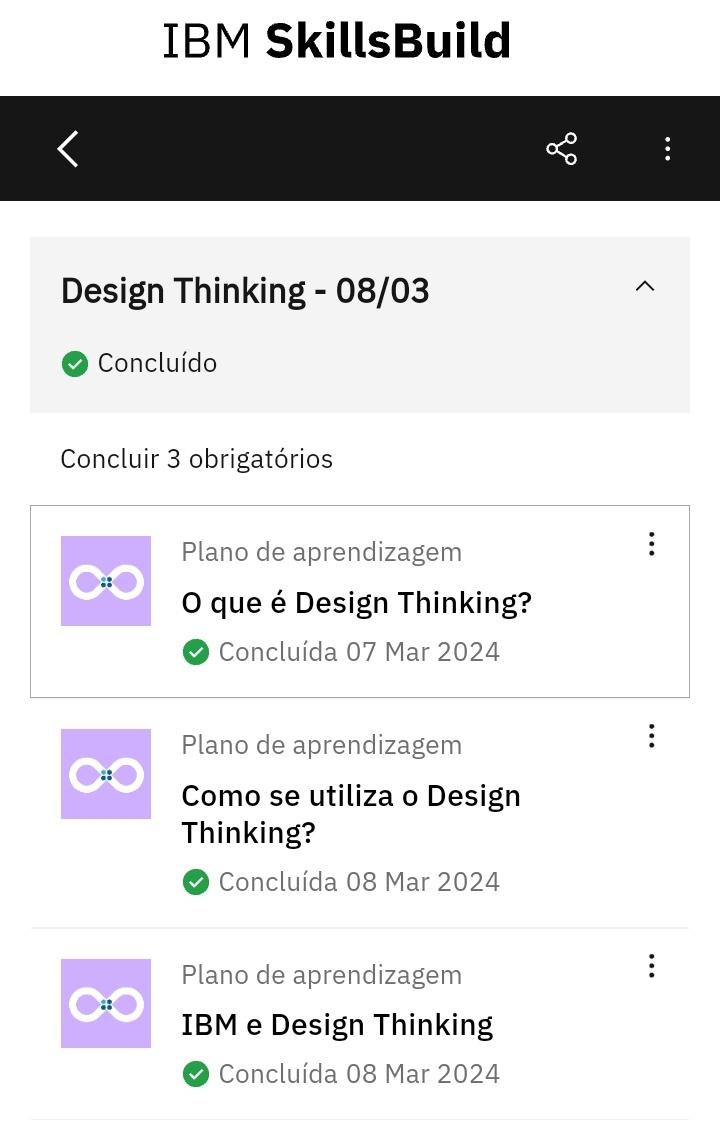 IBM SkillsBuild
Design Thinking - 08/03
Concluído
Concluir 3 obrigatórios
Plano de aprendizagem
O que é Design Thinking?
Concluída 07 Mar 2024
Plano de aprendizagem
Como se utiliza o Design
Thinking?
Concluída 08 Mar 2024
Plano de aprendizagem
IBM e Design Thinking
Concluída 08 Mar 2024